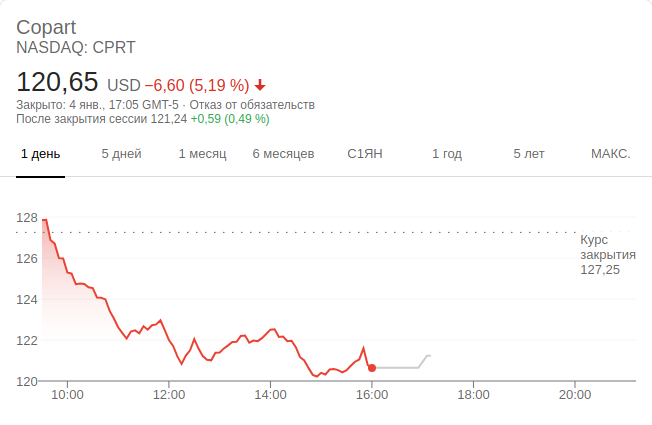 Copart
NASDAQ: CPRT
120,65 USD −6,60 (5,19 %)
Закрыто: 4 янв., 17:05 GMT-5 · Отказ от обязательств
После закрытия сессии 121,24 +0,59 (0,49 %)
1 день 5 дней 1 месяц 6 месяцев С1ЯН 1 год 5 лет МАКС.
128
126
124
122
120
Курс
закрытия
127,25
10:00 12:00 14:00 16:00 18:00 20:00